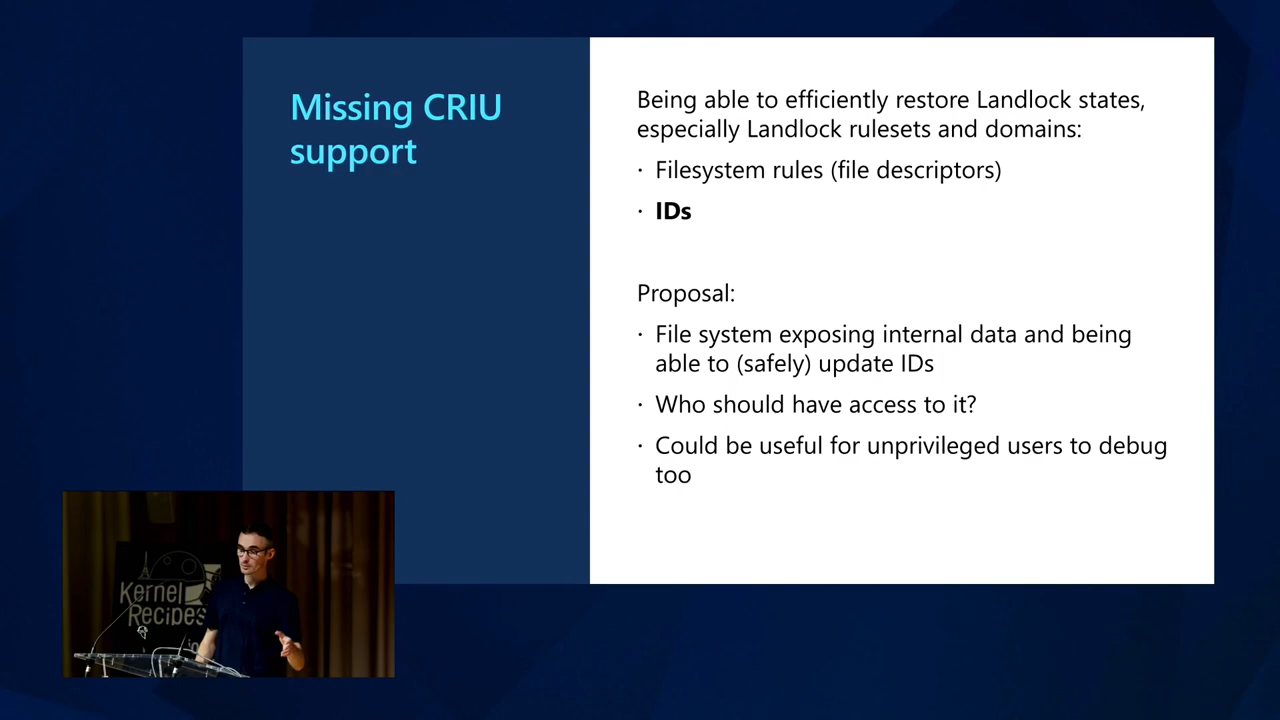 Missing CRIU
support
Being able to efficiently restore Landlock states,
especially Landlock rulesets and domains:
· Filesystem rules (file descriptors)
· IDs
Proposal:
· File system exposing internal data and being
able to (safely) update IDs
· Who should have access to it?
· Could be useful for unprivileged users to debug
too
Kernel
Recipes